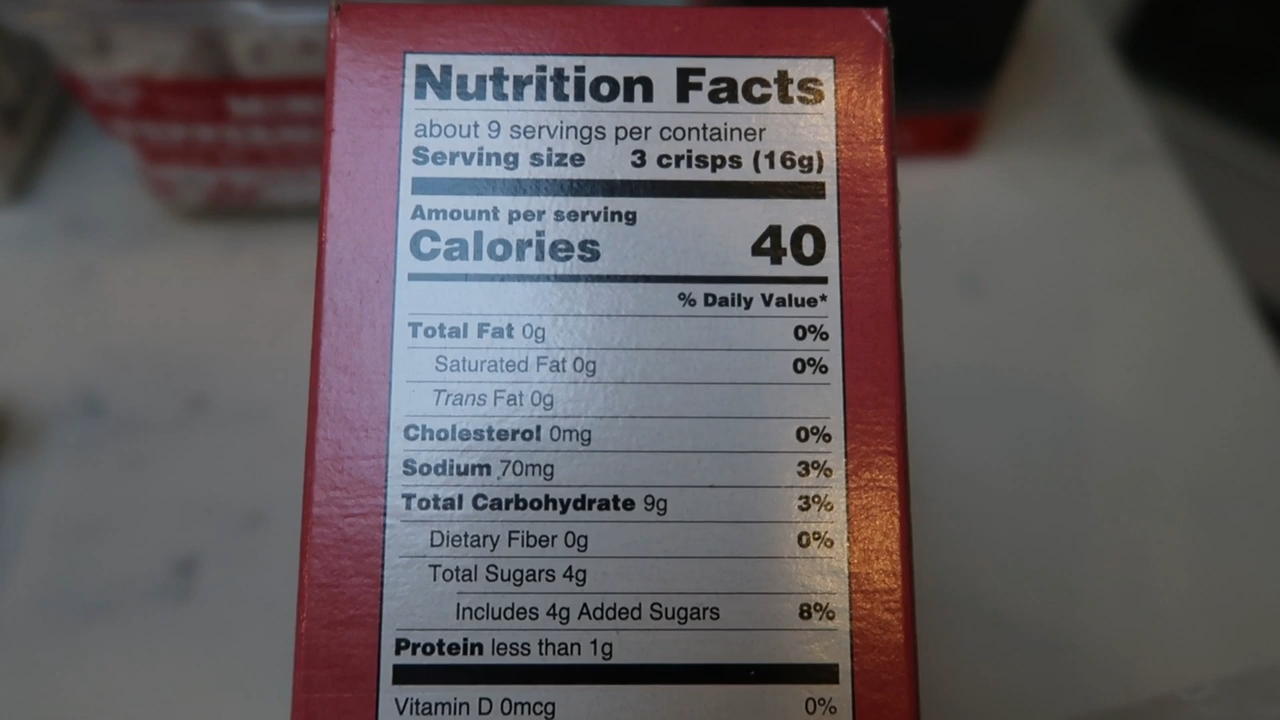 Nutrition Facts
about 9 servings per container
Serving size 3 crisps (16g)
Amount per serving
Calories 40
% Daily Value*
Total Fat 0g 0%
Saturated Fat 0g 0%
Trans Fat 0g
Cholesterol 0mg 0%
Sodium 70mg 3%
Total Carbohydrate 9g 3%
Dietary Fiber 0g 0%
Total Sugars 4g
Includes 4g Added Sugars 8%
Protein less than 1g
Vitamin D 0mcg 0%